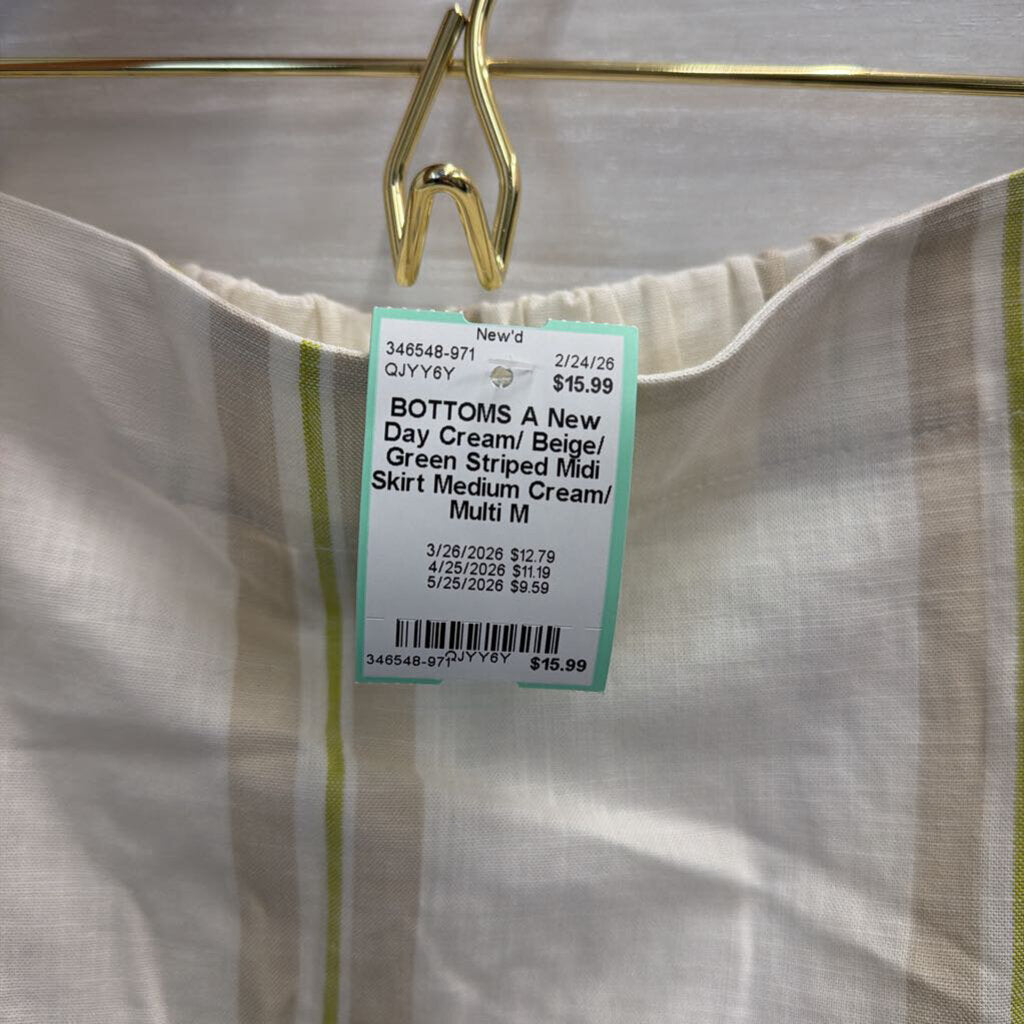 New'd
346548-971 2/24/26
QJYY6Y $15.99
BOTTOMS A New
Day Cream/ Beige/
Green Striped Midi
Skirt Medium Cream/
Multi M
3/26/2026 $12.79
4/25/2026 $11.19
5/25/2026 $9.59
346548-971 QJYY6Y $15.99